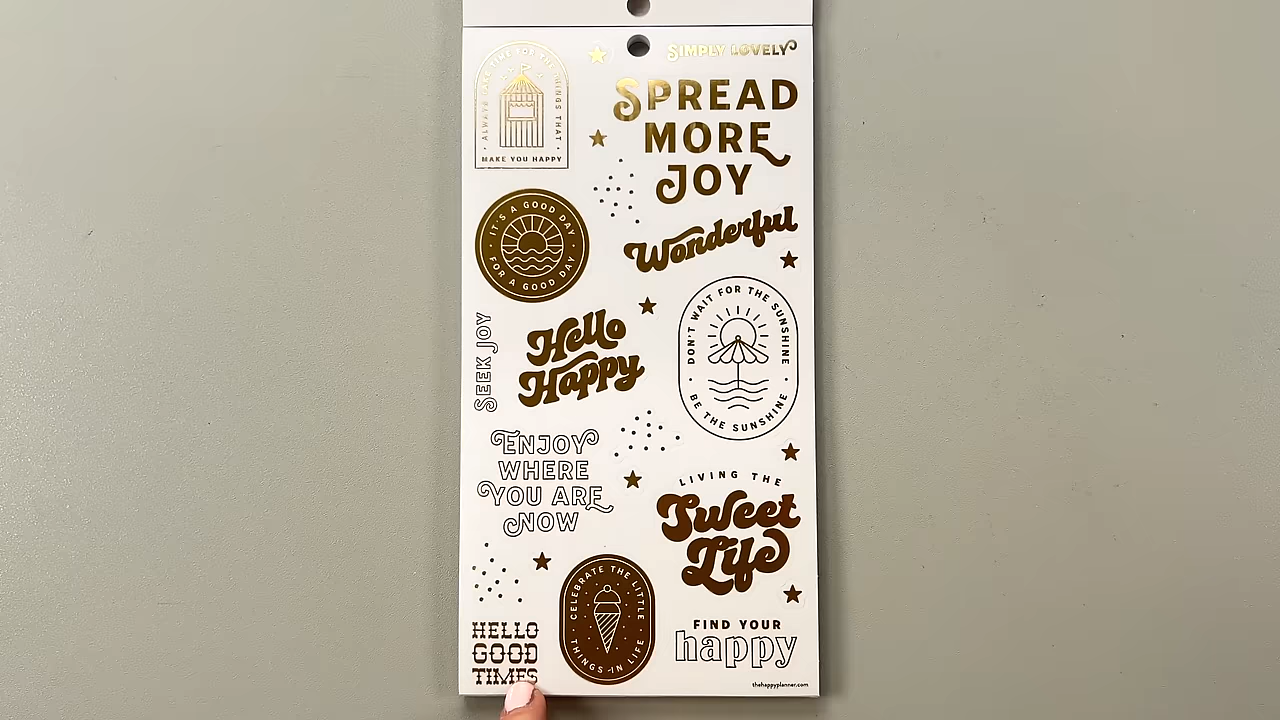 SIMPLY LOVELY
ALWAYS TAKE TIME FOR THE THINGS THAT
MAKE YOU HAPPY
SPREAD
MORE
JOY
IT'S A GOOD DAY
FOR A GOOD DAY
Wonderful
DON'T WAIT FOR THE SUNSHINE
BE THE SUNSHINE
SEEK JOY
Hello
Happy
ENJOY
WHERE
YOU ARE
NOW
LIVING THE
Sweet
Life
CELEBRATE THE LITTLE
THINGS IN LIFE
HELLO
GOOD
TIMES
FIND YOUR
happy
thehappyplanner.com